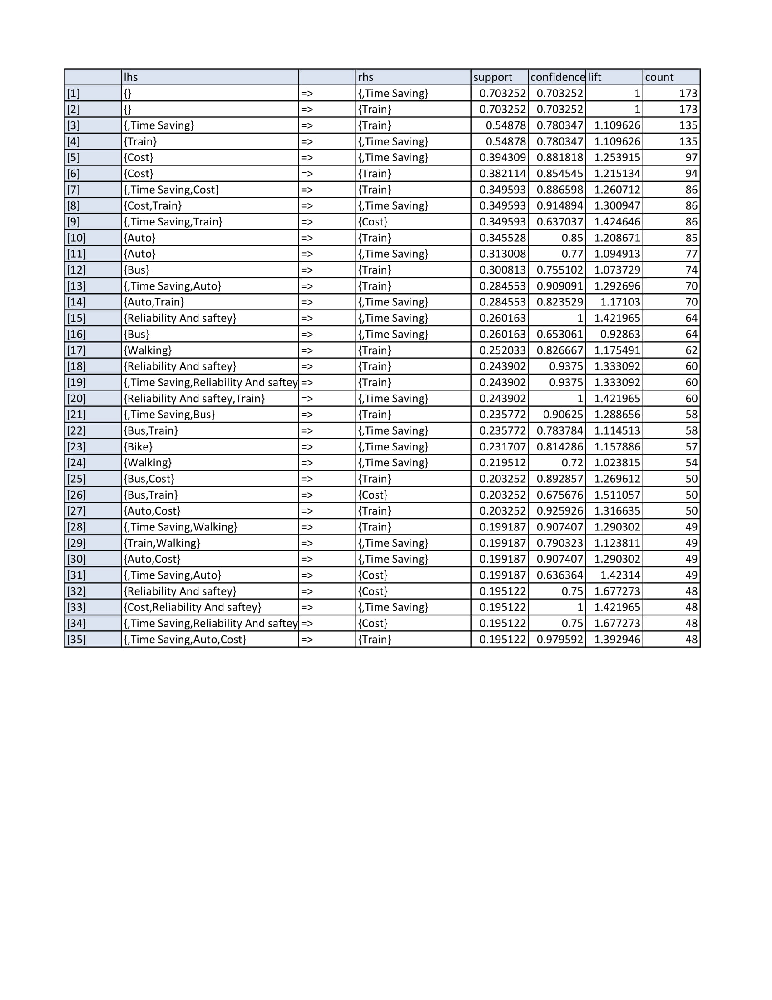 lhs rhs support confidence lift count
[1] {} => {,Time Saving} 0.703252 0.703252 1 173
[2] {} => {Train} 0.703252 0.703252 1 173
[3] {,Time Saving} => {Train} 0.54878 0.780347 1.109626 135
[4] {Train} => {,Time Saving} 0.54878 0.780347 1.109626 135
[5] {Cost} => {,Time Saving} 0.394309 0.881818 1.253915 97
[6] {Cost} => {Train} 0.382114 0.854545 1.215134 94
[7] {,Time Saving,Cost} => {Train} 0.349593 0.886598 1.260712 86
[8] {Cost,Train} => {,Time Saving} 0.349593 0.914894 1.300947 86
[9] {,Time Saving,Train} => {Cost} 0.349593 0.637037 1.424646 86
[10] {Auto} => {Train} 0.345528 0.85 1.208671 85
[11] {Auto} => {,Time Saving} 0.313008 0.77 1.094913 77
[12] {Bus} => {Train} 0.300813 0.755102 1.073729 74
[13] {,Time Saving,Auto} => {Train} 0.284553 0.909091 1.292696 70
[14] {Auto,Train} => {,Time Saving} 0.284553 0.823529 1.17103 70
[15] {Reliability And saftey} => {,Time Saving} 0.260163 1 1.421965 64
[16] {Bus} => {,Time Saving} 0.260163 0.653061 0.92863 64
[17] {Walking} => {Train} 0.252033 0.826667 1.175491 62
[18] {Reliability And saftey} => {Train} 0.243902 0.9375 1.333092 60
[19] {,Time Saving,Reliability And saftey => {Train} 0.243902 0.9375 1.333092 60
[20] {Reliability And saftey,Train} => {,Time Saving} 0.243902 1 1.421965 60
[21] {,Time Saving,Bus} => {Train} 0.235772 0.90625 1.288656 58
[22] {Bus,Train} => {,Time Saving} 0.235772 0.783784 1.114513 58
[23] {Bike} => {,Time Saving} 0.231707 0.814286 1.157886 57
[24] {Walking} => {,Time Saving} 0.219512 0.72 1.023815 54
[25] {Bus,Cost} => {Train} 0.203252 0.892857 1.269612 50
[26] {Bus,Train} => {Cost} 0.203252 0.675676 1.511057 50
[27] {Auto,Cost} => {Train} 0.203252 0.925926 1.316635 50
[28] {,Time Saving,Walking} => {Train} 0.199187 0.907407 1.290302 49
[29] {Train,Walking} => {,Time Saving} 0.199187 0.790323 1.123811 49
[30] {Auto,Cost} => {,Time Saving} 0.199187 0.907407 1.290302 49
[31] {,Time Saving,Auto} => {Cost} 0.199187 0.636364 1.42314 49
[32] {Reliability And saftey} => {Cost} 0.195122 0.75 1.677273 48
[33] {Cost,Reliability And saftey} => {,Time Saving} 0.195122 1 1.421965 48
[34] {,Time Saving,Reliability And saftey => {Cost} 0.195122 0.75 1.677273 48
[35] {,Time Saving,Auto,Cost} => {Train} 0.195122 0.979592 1.392946 48